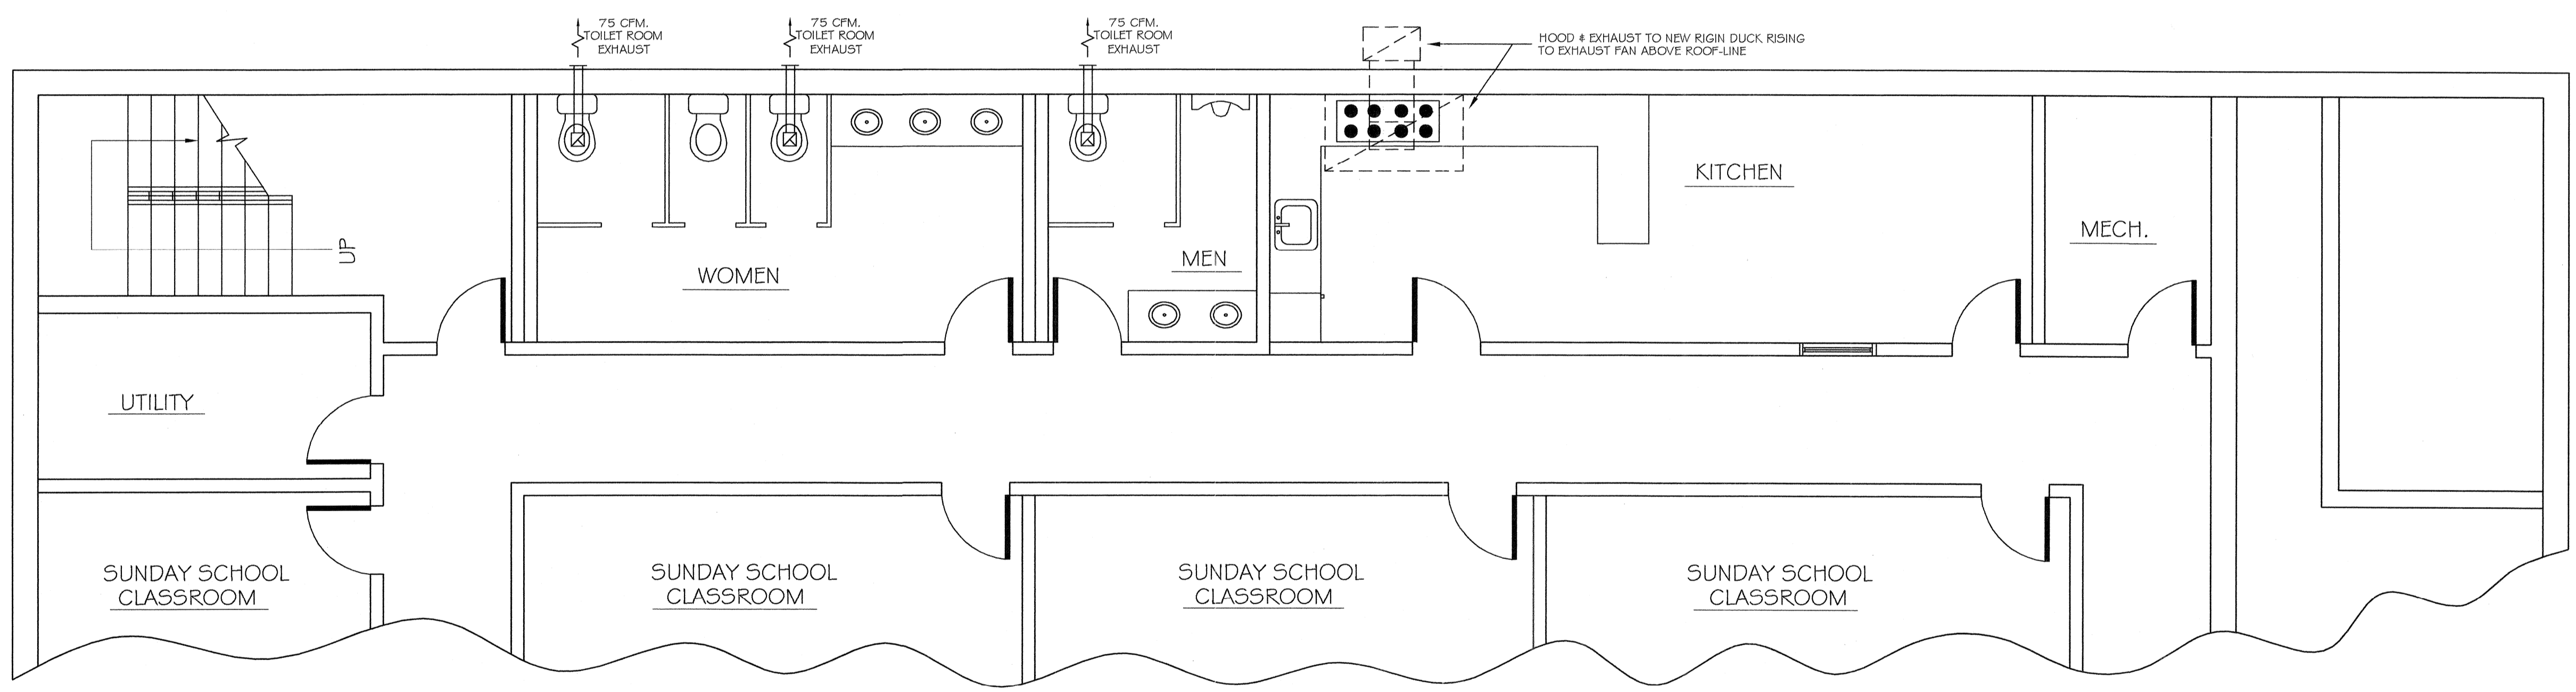 75 CFM.
TOILET ROOM
EXHAUST
75 CFM.
TOILET ROOM
EXHAUST
75 CFM.
TOILET ROOM
EXHAUST
HOOD & EXHAUST TO NEW RIGIN DUCK RISING
TO EXHAUST FAN ABOVE ROOF-LINE
KITCHEN
MECH.
UP
WOMEN
MEN
UTILITY
SUNDAY SCHOOL
CLASSROOM
SUNDAY SCHOOL
CLASSROOM
SUNDAY SCHOOL
CLASSROOM
SUNDAY SCHOOL
CLASSROOM